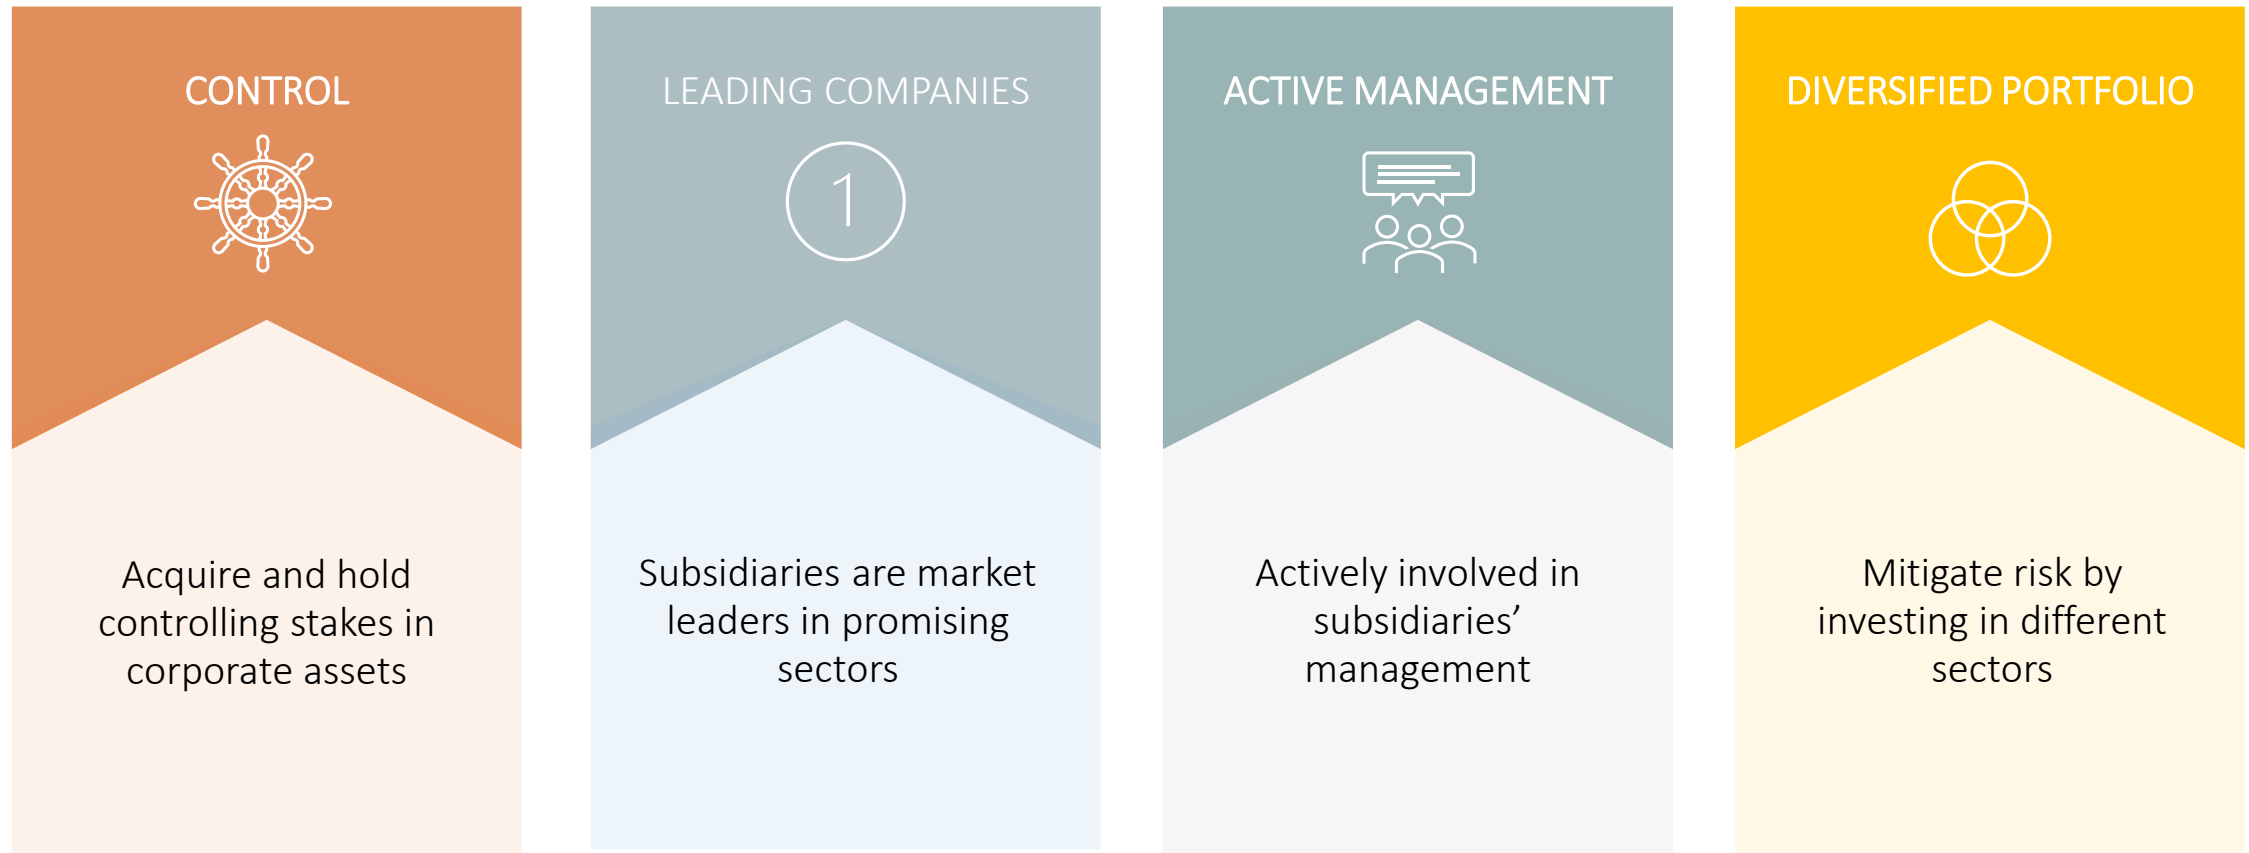 CONTROL
Acquire and hold
controlling stakes in
corporate assets
LEADING COMPANIES
1
Subsidiaries are market
leaders in promising
sectors
ACTIVE MANAGEMENT
Actively involved in
subsidiaries’
management
DIVERSIFIED PORTFOLIO
Mitigate risk by
investing in different
sectors